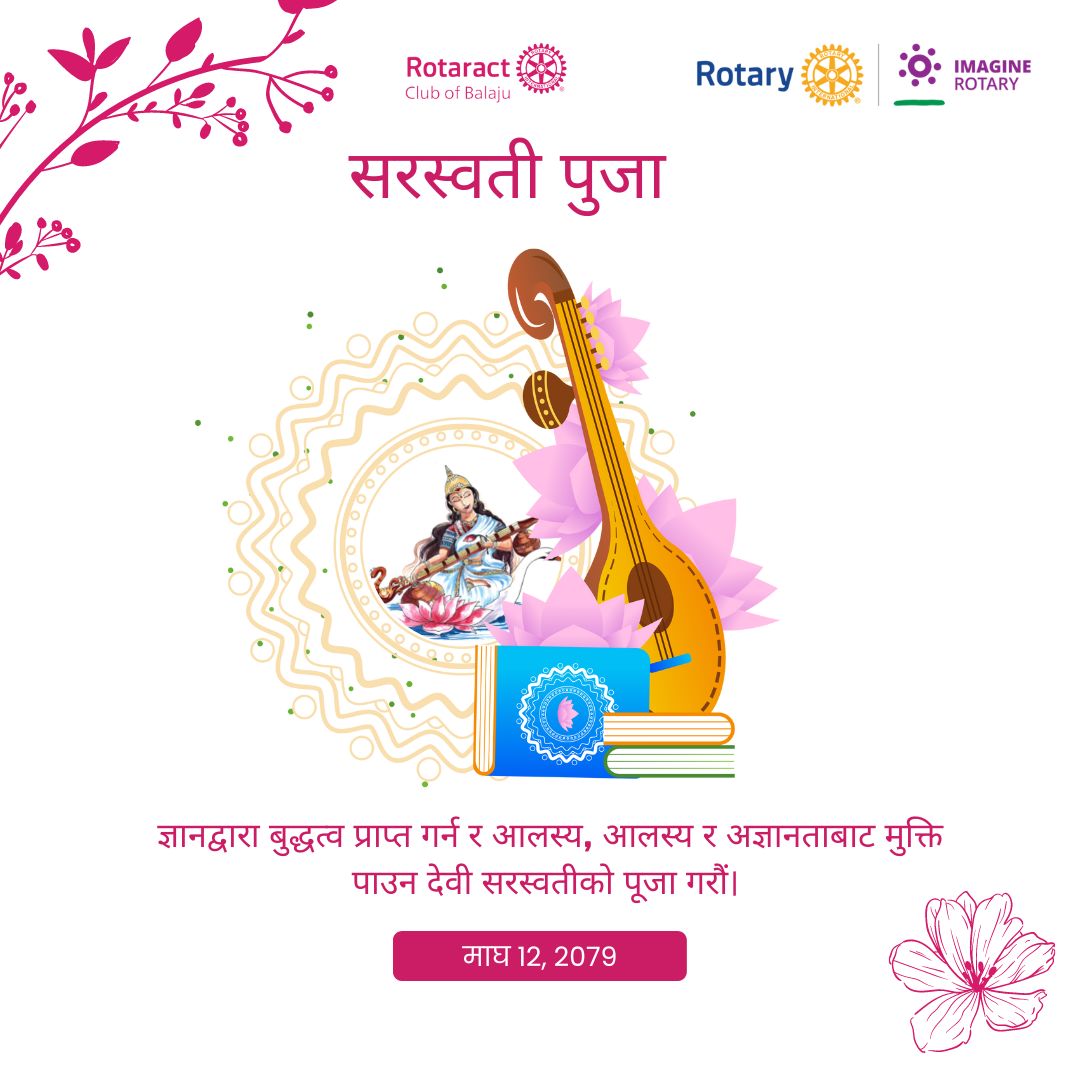 Rotaract
Club of Balaju
Rotary
IMAGINE
ROTARY
सरस्वती पुजा
ज्ञानद्वारा बुद्धत्व प्राप्त गर्न र आलस्य, आलस्य र अज्ञानताबाट मुक्ति
पाउन देवी सरस्वतीको पूजा गरौं।
माघ 12, 2079